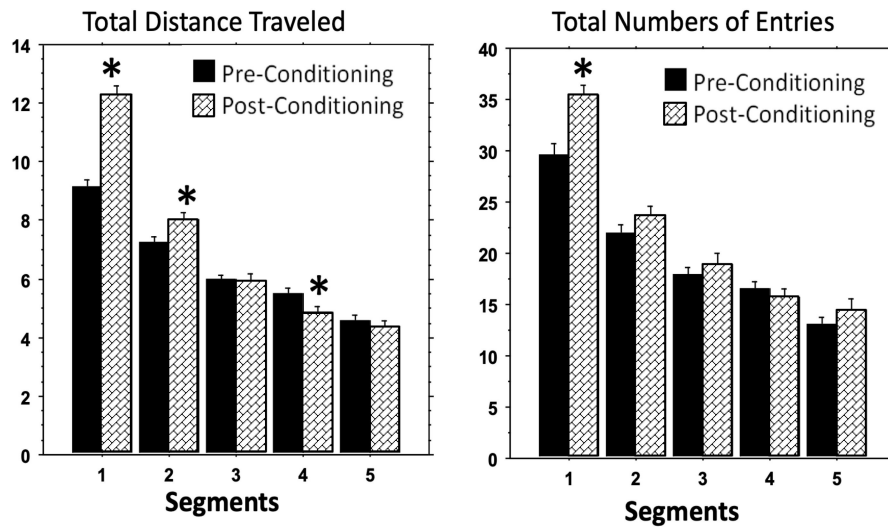 Total Distance Traveled
14
12
10
8
6
4
2
0
*
*
*
Pre-Conditioning
Post-Conditioning
1 2 3 4 5
Segments
Total Numbers of Entries
40
35
30
25
20
15
10
5
0
*
Pre-Conditioning
Post-Conditioning
1 2 3 4 5
Segments